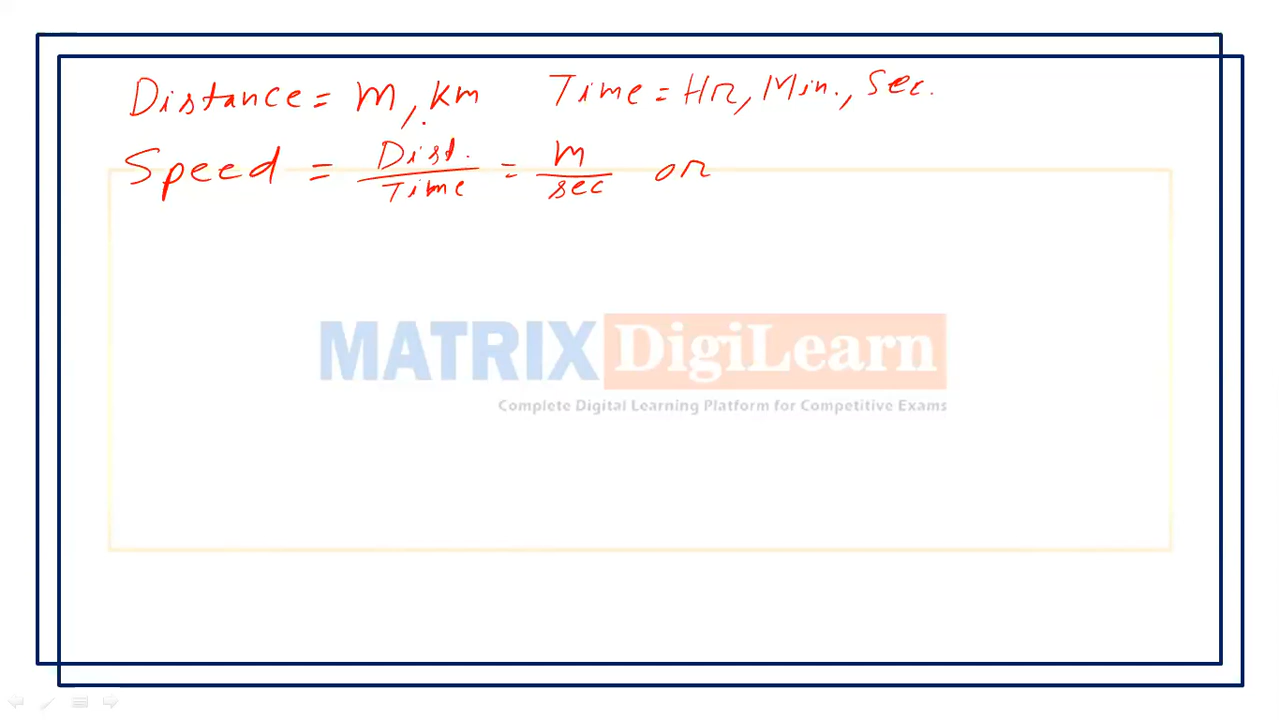 Distance = m, km Time = Hr, Min., Sec.
Speed = Dist./Time = m/sec or
MATRIX DigiLearn
Complete Digital Learning Platform for Competitive Exams